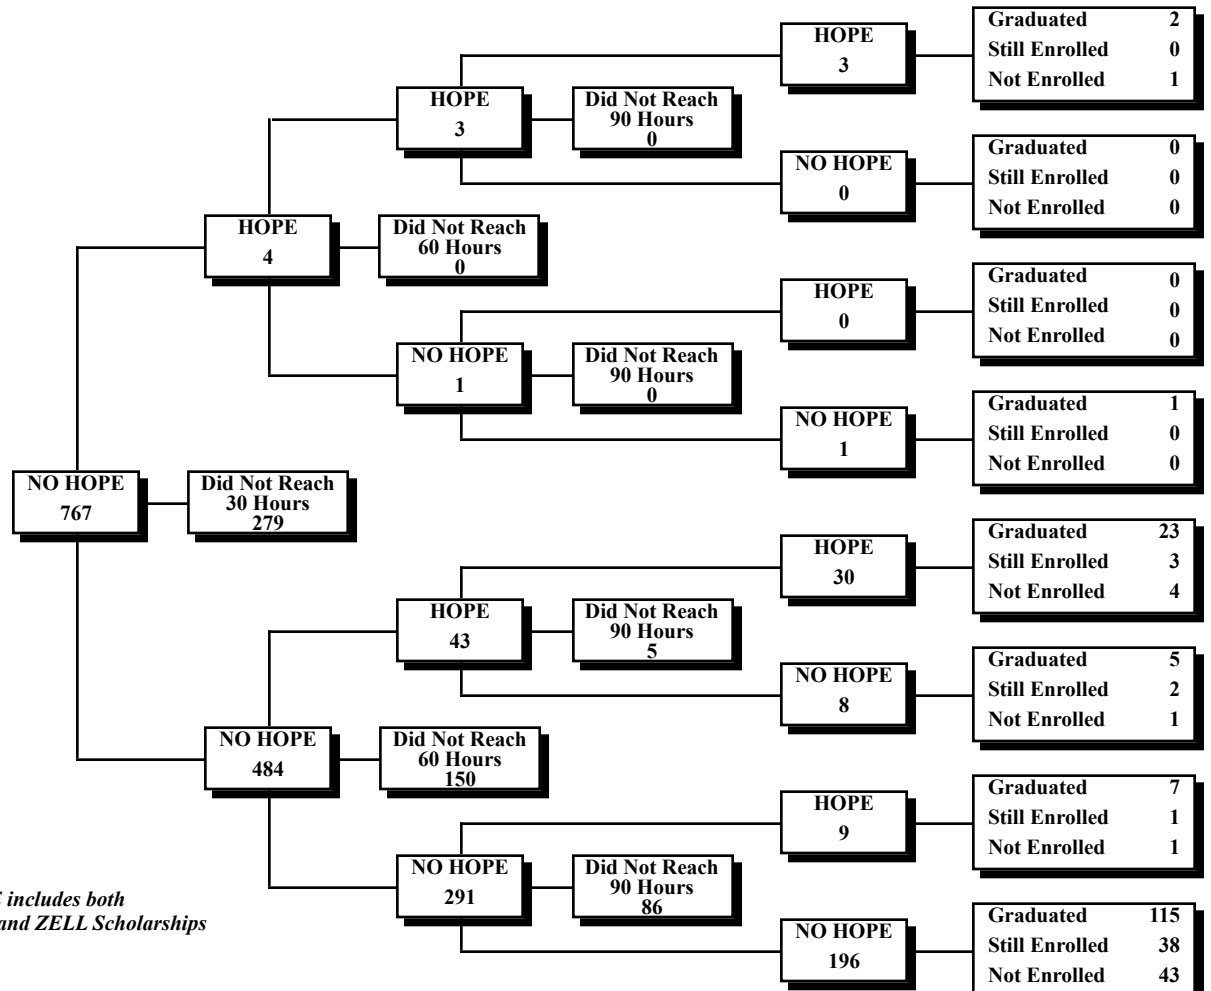 HOPE
3
Graduated 2
Still Enrolled 0
Not Enrolled 1
HOPE
3
Did Not Reach
90 Hours
0
NO HOPE
0
Graduated 0
Still Enrolled 0
Not Enrolled 0
HOPE
4
Did Not Reach
60 Hours
0
HOPE
0
Graduated 0
Still Enrolled 0
Not Enrolled 0
NO HOPE
1
Did Not Reach
90 Hours
0
NO HOPE
1
Graduated 1
Still Enrolled 0
Not Enrolled 0
NO HOPE
767
Did Not Reach
30 Hours
279
HOPE
30
Graduated 23
Still Enrolled 3
Not Enrolled 4
HOPE
43
Did Not Reach
90 Hours
5
NO HOPE
8
Graduated 5
Still Enrolled 2
Not Enrolled 1
NO HOPE
484
Did Not Reach
60 Hours
150
HOPE
9
Graduated 7
Still Enrolled 1
Not Enrolled 1
NO HOPE
291
Did Not Reach
90 Hours
86
NO HOPE
196
Graduated 115
Still Enrolled 38
Not Enrolled 43
includes both
and ZELL Scholarships